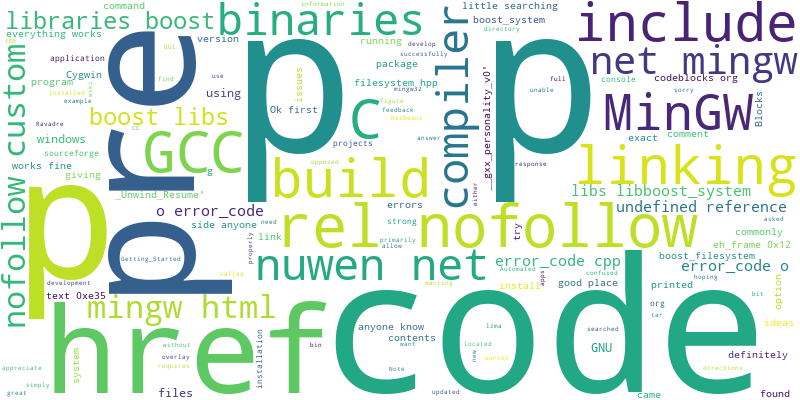 libraries boost
command
binaries
information
little searching
boost_system
include
everything works
version
running
develop
successfully
directory
ios
application
GUI
package
net mingw
Cygwin
find
filesystem_hpp
full
codeblocks org
program
using
issues
mingw32
use
console
installed
wiki
Ok first
figure
unable
sorry
example
boost libs
NetBeans
MinGW
Blocks
Ravadre
cc
projects
answer
compiler
__gxx_personality_v0'
exact
comment
windows
GCC
c
p
p
pre
nofollow custom
sourceforge
opposed
response
works fine
g
build
linking
giving
_Unwind_Resume'
either
libs libboost_system
p
o error_code
errors
rel nofollow
undefined reference
side anyone
link
need
strong
try
asked
commonly
primarily
allow
properly
eh_frame 0x12
Getting_Started
nuwen net
error_code cpp
boost_filesystem
error_code o
development
called
Automated
confused
hoping
text 0xe35
wanting
install
apps
good place
printed
bit
option
mingw html
href
code
anyone know
contents
lzma
located
org
tar
ideas
searched
new
wanted
GNU
directions
definitely
without
overlay
requires
bin
want
system
installation
appreciate
simply
great
files
Note
updated
came
found